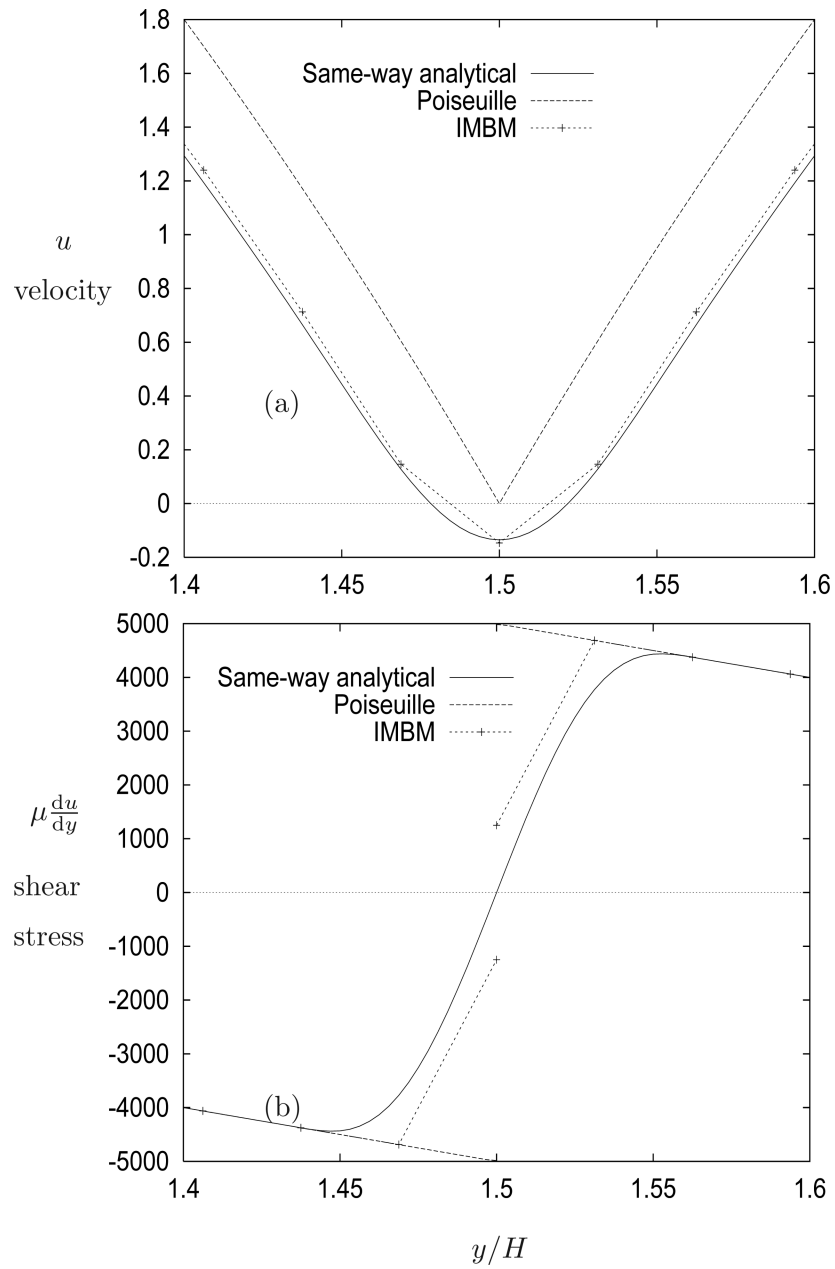 1.8
1.6
1.4
1.2
1
0.8
0.6
0.4
0.2
0
-0.2
u
velocity
Same-way analytical
Poiseuille
IMBM
(a)
1.4 1.45 1.5 1.55 1.6
5000
4000
3000
2000
1000
0
-1000
-2000
-3000
-4000
-5000
μ du/dy
shear
stress
Same-way analytical
Poiseuille
IMBM
(b)
1.4 1.45 1.5 1.55 1.6
y/H